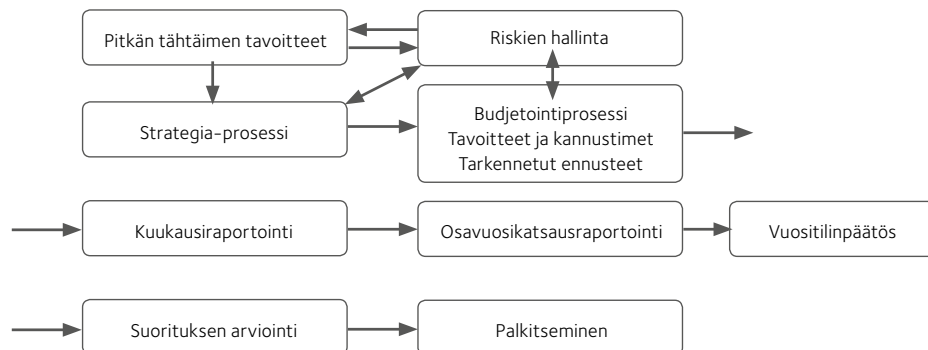 Pitkän tähtäimen tavoitteet
Riskien hallinta
Strategia-prosessi
Budjetointiprosessi
Tavoitteet ja kannustimet
Tarkennetut ennusteet
Kuukausiraportointi
Osavuosikatsausraportointi
Vuositilinpäätös
Suorituksen arviointi
Palkitseminen